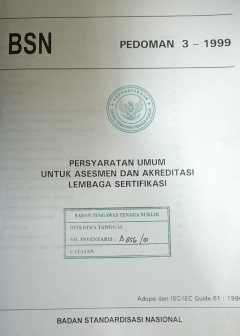 BSN
PEDOMAN 3 - 1999
PERPUSTAKAAN
PERSYARATAN UMUM
UNTUK ASESMEN DAN AKREDITASI
LEMBAGA SERTIFIKASI
BADAN PENGAWAS TENAGA NUKLIR
DITERIMA TANGGAL
NO. INVENTARIS :
CATATAN
Adopsi dari ISO/IEC Guide 61 : 1996
BADAN STANDARDISASI NASIONAL